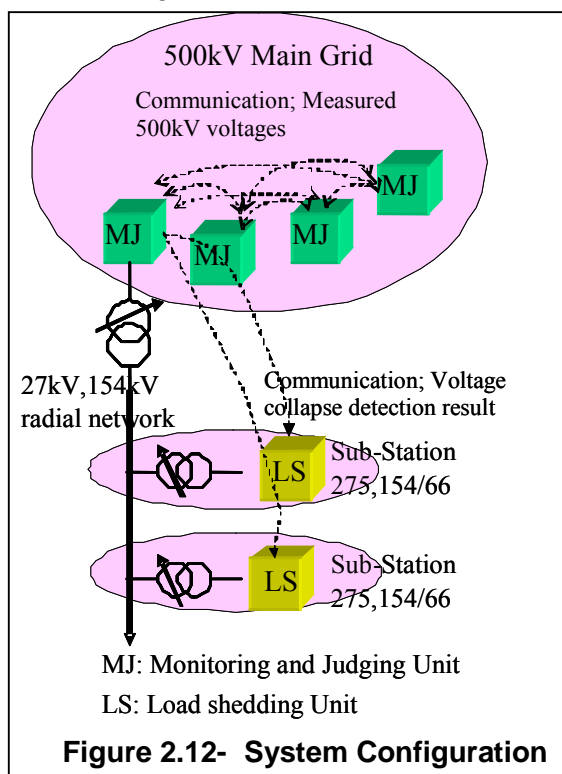 500kV Main Grid
Communication; Measured
500kV voltages
MJ
MJ
MJ
MJ
27kV,154kV
radial network
Communication; Voltage
collapse detection result
LS
Sub-Station
275,154/66
LS
Sub-Station
275,154/66
MJ: Monitoring and Judging Unit
LS: Load shedding Unit
Figure 2.12- System Configuration